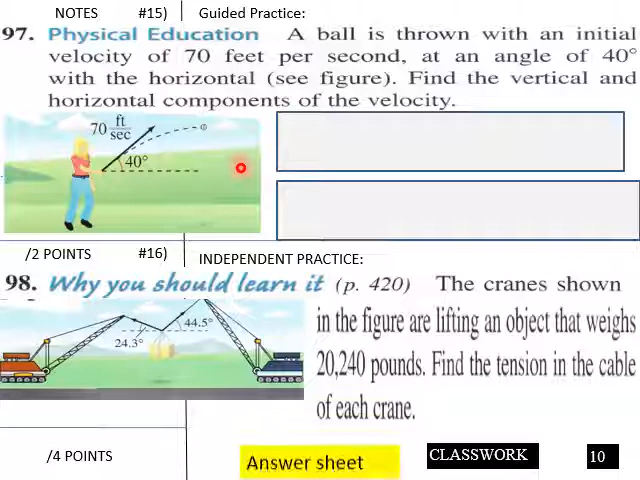 NOTES #15) Guided Practice:
97. Physical Education A ball is thrown with an initial
velocity of 70 feet per second, at an angle of 40°
with the horizontal (see figure). Find the vertical and
horizontal components of the velocity.
70 ft
sec
40°
/2 POINTS #16) INDEPENDENT PRACTICE:
98. Why you should learn it (p. 420) The cranes shown
in the figure are lifting an object that weighs
20,240 pounds. Find the tension in the cable
of each crane.
44.5°
24.3°
/4 POINTS Answer sheet CLASSWORK 10